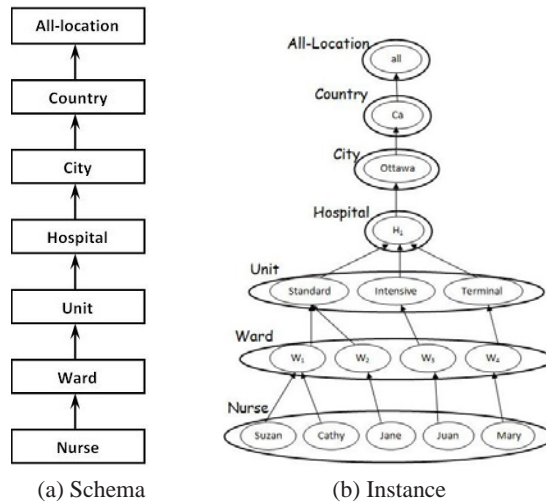 All-location
Country
City
Hospital
Unit
Ward
Nurse
(a) Schema
All-Location
all
Country
Ca
City
Ottawa
Hospital
H₁
Unit
Standard Intensive Terminal
Ward
W₁ W₂ W₃ W₄
Nurse
Suzan Cathy Jane Juan Mary
(b) Instance